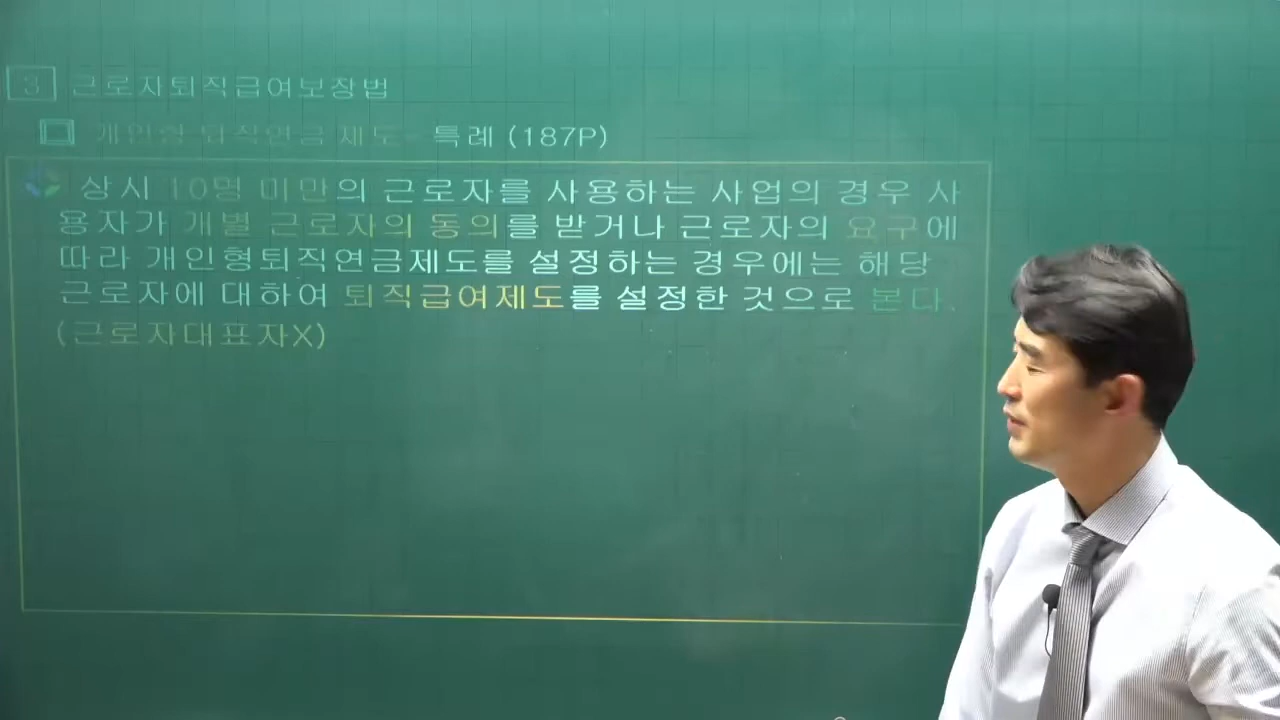 3 근로자퇴직급여보장법
개인형 퇴직연금 제도- 특례 (187P)
상시 10명 미만의 근로자를 사용하는 사업의 경우 사
용자가 개별 근로자의 동의를 받거나 근로자의 요구에
따라 개인형퇴직연금제도를 설정하는 경우에는 해당
근로자에 대하여 퇴직급여제도를 설정한 것으로 본다.
(근로자대표자X)